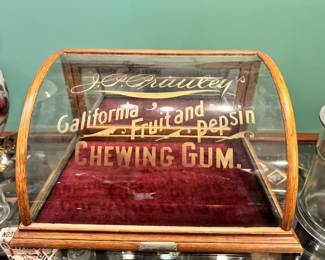 J.P. Primley's
California Fruit and Pepsin
CHEWING GUM.